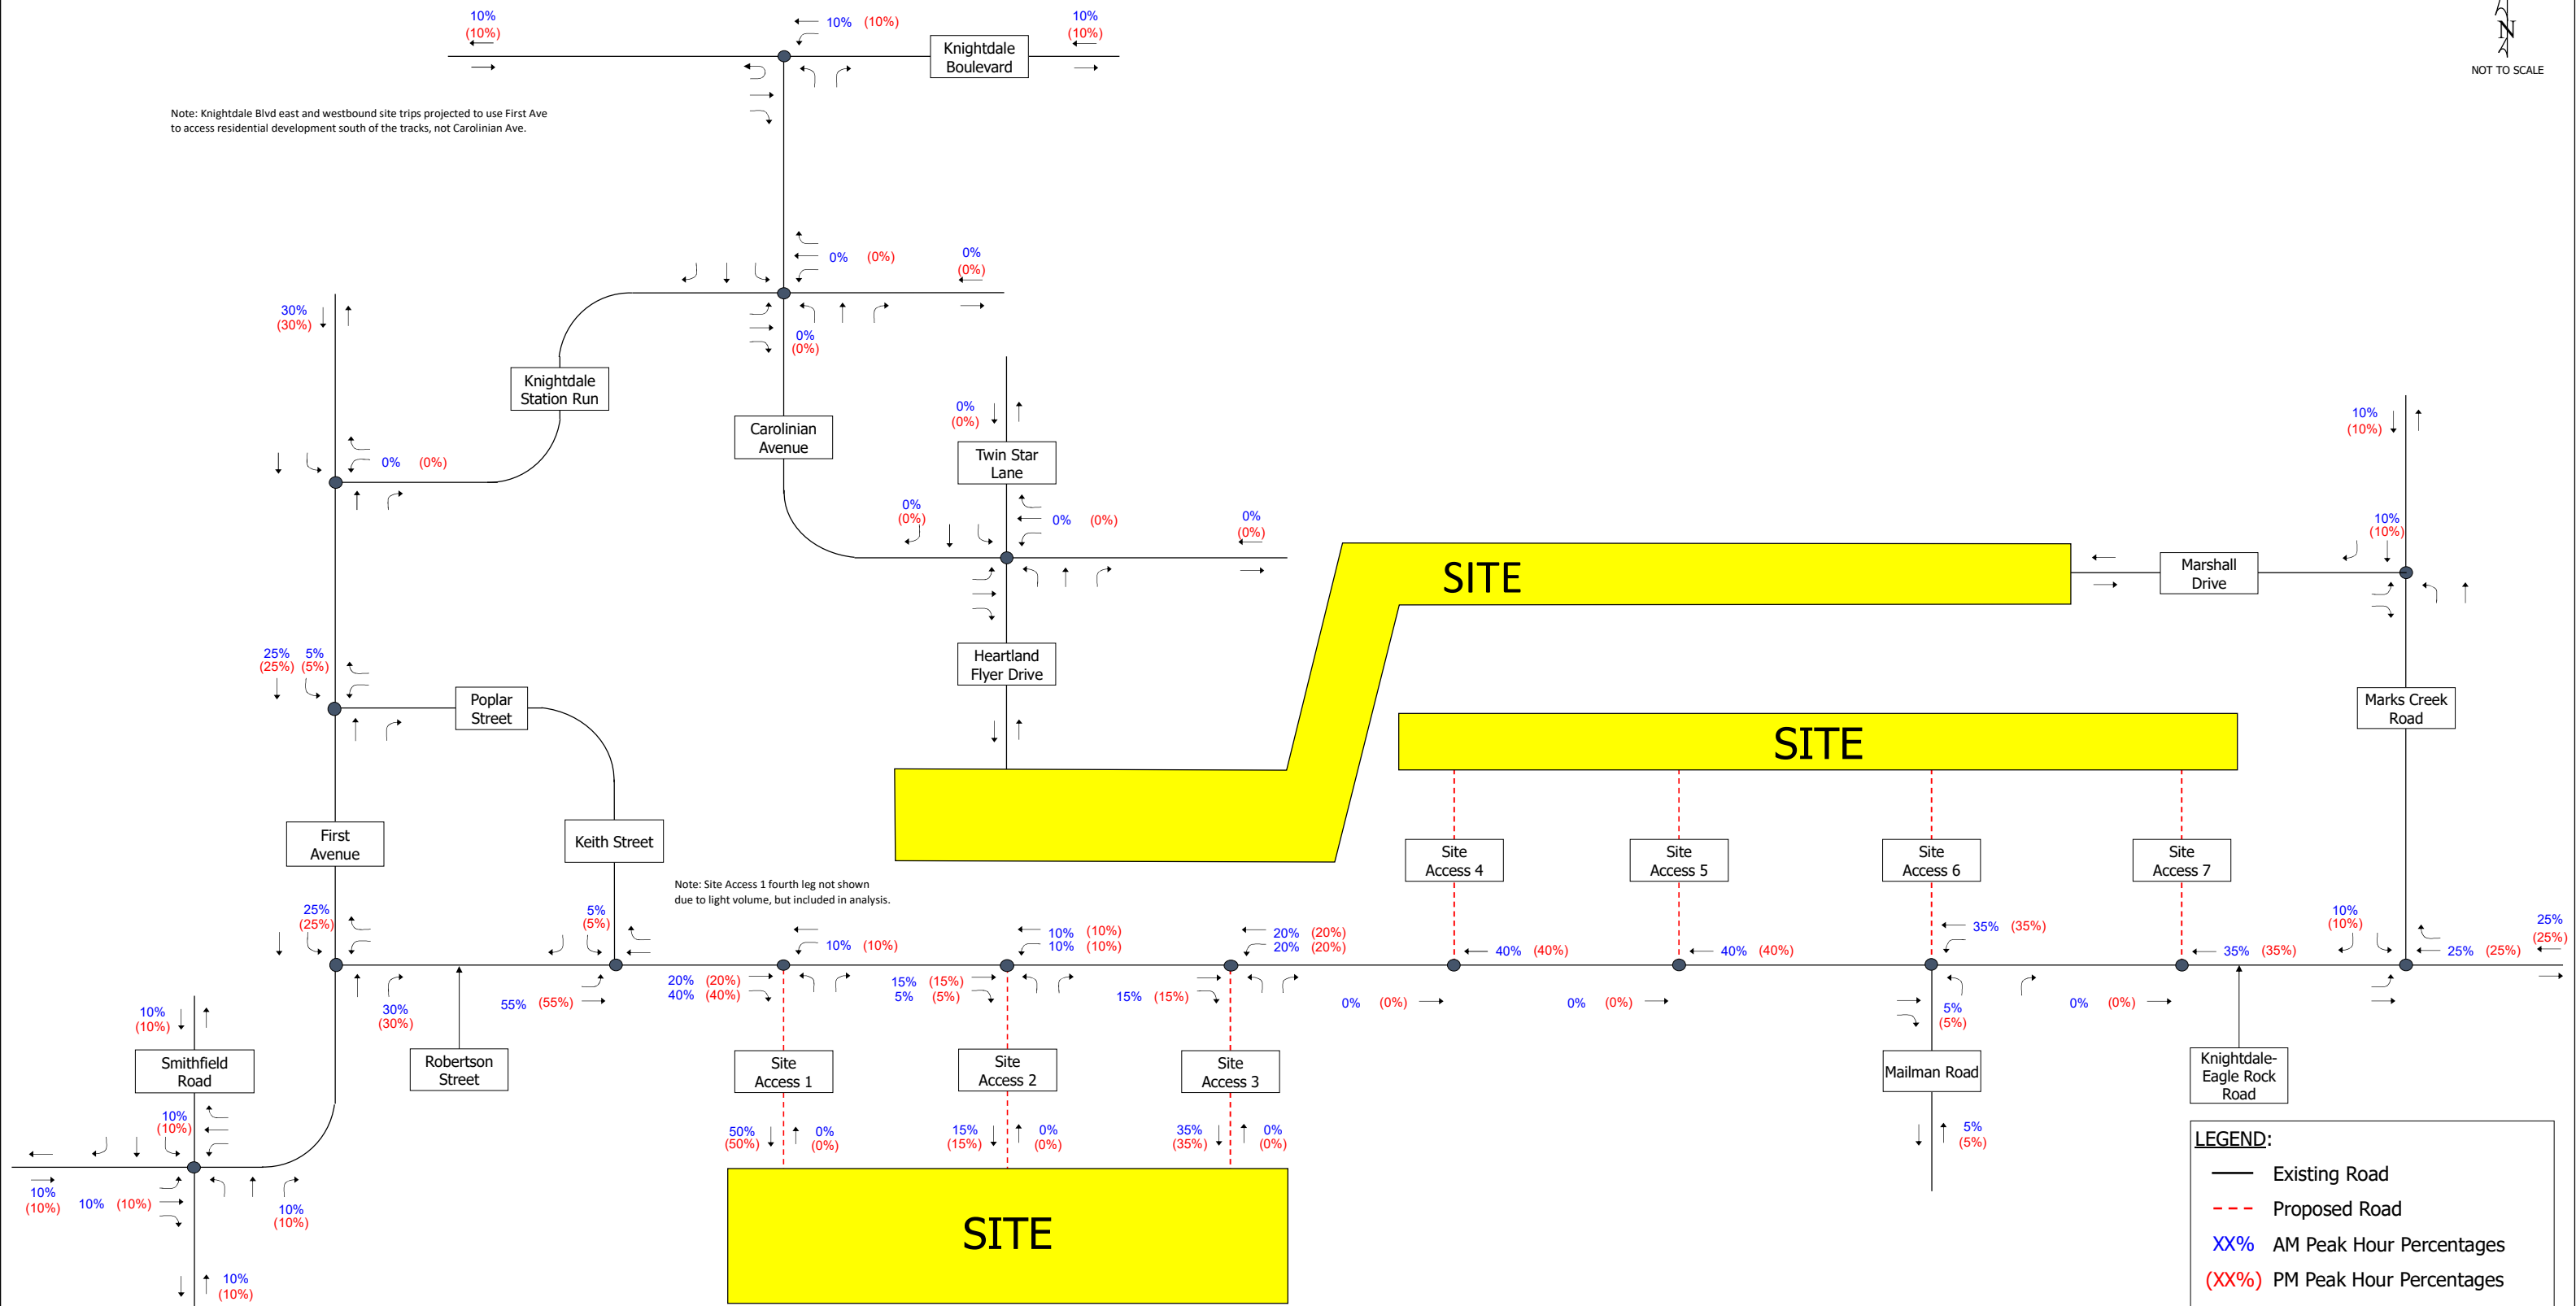 10%
(10%)
10% (10%)
10%
(10%)
Knightdale
Boulevard
N
NOT TO SCALE
Note: Knightdale Blvd east and westbound site trips projected to use First Ave
to access residential development south of the tracks, not Carolinian Ave.
0% (0%)
0%
(0%)
30%
(30%)
0%
(0%)
Knightdale
Station Run
Carolinian
Avenue
0%
(0%)
Twin Star
Lane
10%
(10%)
0% (0%)
0%
(0%)
0% (0%)
0%
(0%)
10%
(10%)
SITE
Marshall
Drive
25% 5%
(25%) (5%)
Heartland
Flyer Drive
Poplar
Street
Marks Creek
Road
SITE
First
Avenue
Keith Street
Site
Access 4
Site
Access 5
Site
Access 6
Site
Access 7
Note: Site Access 1 fourth leg not shown
due to light volume, but included in analysis.
25%
(25%)
5%
(5%)
10% (10%)
10% (10%)
10% (10%)
20% (20%)
20% (20%)
40% (40%)
40% (40%)
35% (35%)
35% (35%)
10%
(10%)
25% (25%)
25%
(25%)
30%
(30%)
55% (55%)
20% (20%)
40% (40%)
15% (15%)
5% (5%)
15% (15%)
0% (0%)
0% (0%)
5%
(5%)
0% (0%)
10%
(10%)
Smithfield
Road
Robertson
Street
Site
Access 1
Site
Access 2
Site
Access 3
Mailman Road
Knightdale-
Eagle Rock
Road
10%
(10%)
50%
(50%)
0%
(0%)
15%
(15%)
0%
(0%)
35%
(35%)
0%
(0%)
5%
(5%)
10%
(10%)
10% (10%)
10%
(10%)
10%
(10%)
SITE
LEGEND:
Existing Road
Proposed Road
XX% AM Peak Hour Percentages
(XX%) PM Peak Hour Percentages